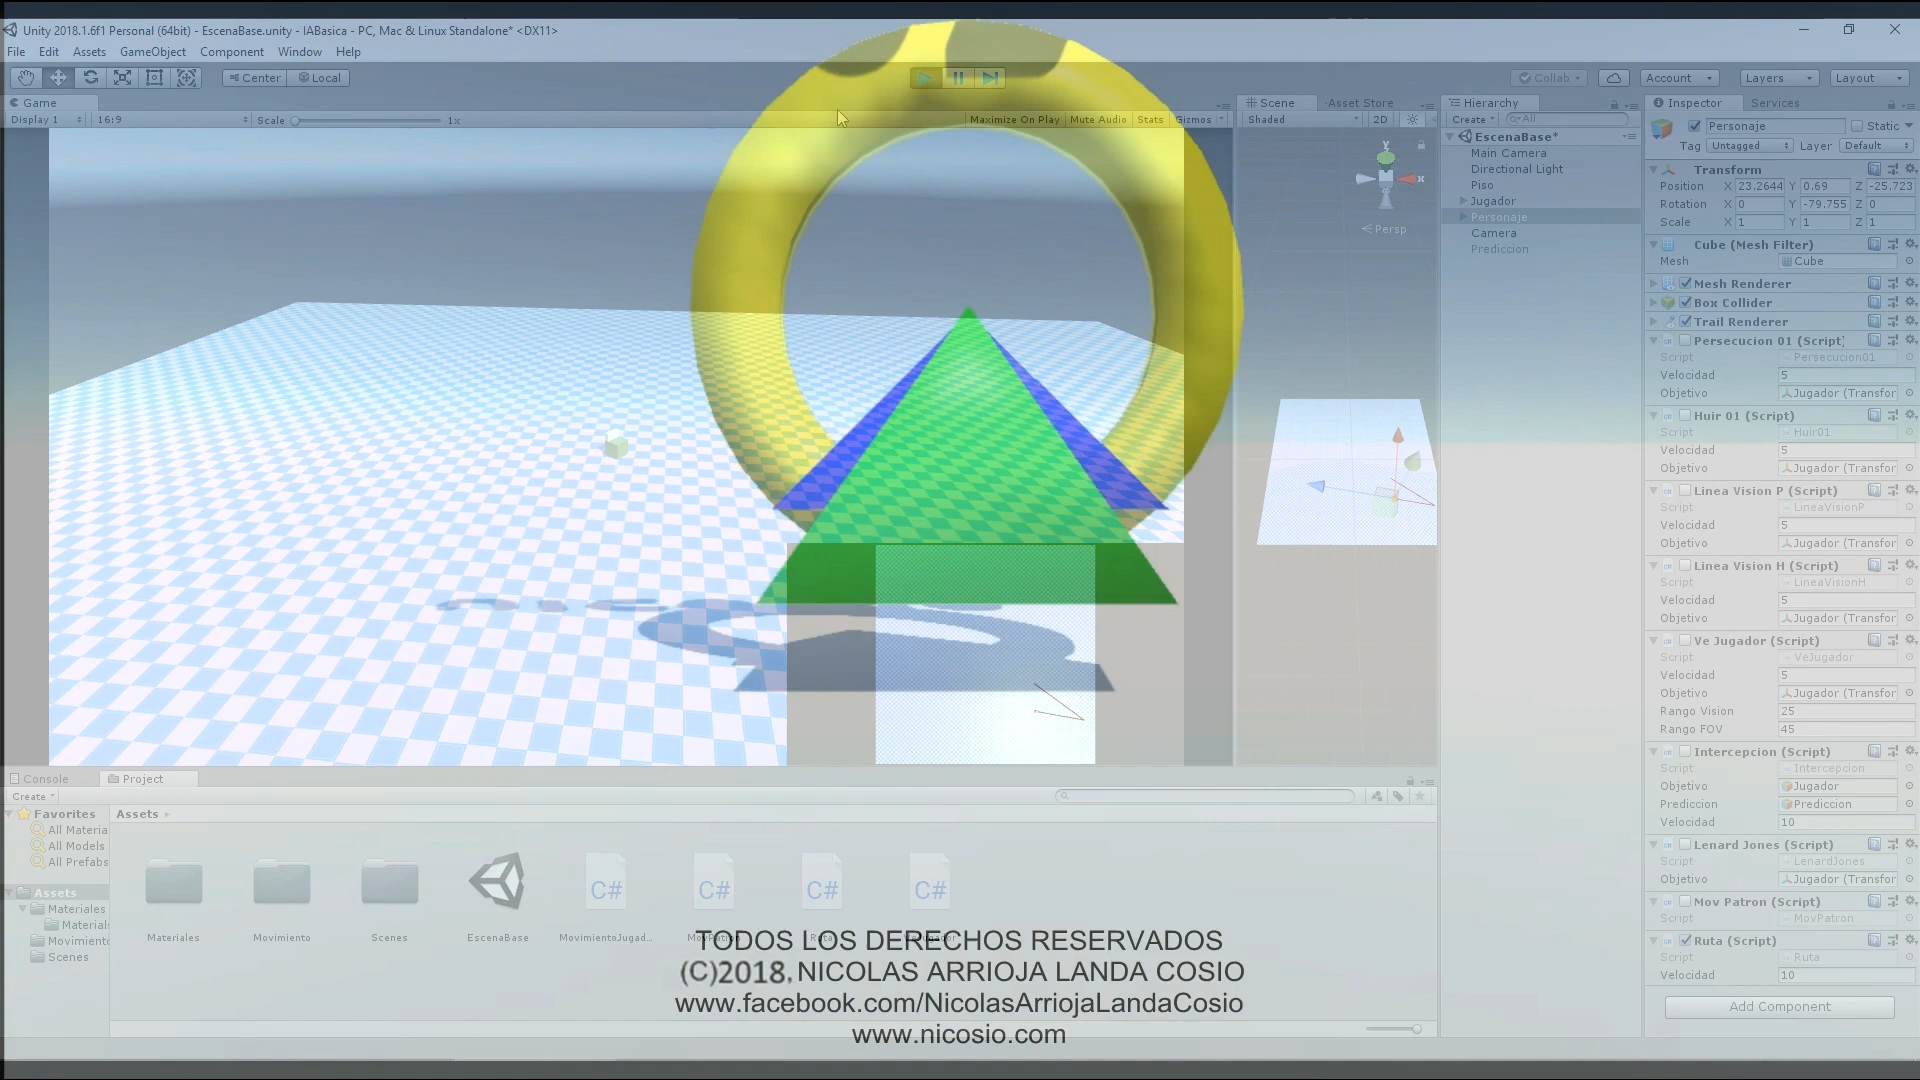 Unity 2018.1.6f1 Personal (64bit) - EscenaBase.unity - IABasica - PC, Mac & Linux Standalone* <DX11>
File Edit Assets GameObject Component Window Help
Center Local Collab Account Layers Layout
Game Scene Asset Store Hierarchy Inspector Services
Display 1 16:9 Scale 1x Maximize On Play Mute Audio Stats Gizmos Shaded 2D Create All
EscenaBase*
Main Camera
Directional Light
Piso
Jugador
Personaje
Camera
Prediccion
y
x
Persp
Personaje Static
Tag Untagged Layer Default
Transform
Position X 23.2644 Y 0.69 Z -25.723
Rotation X 0 Y -79.755 Z 0
Scale X 1 Y 1 Z 1
Cube (Mesh Filter)
Mesh Cube
Mesh Renderer
Box Collider
Trail Renderer
Persecucion 01 (Script)
Script Persecucion01
Velocidad 5
Objetivo Jugador (Transfor
Huir 01 (Script)
Script Huir01
Velocidad 5
Objetivo Jugador (Transfor
Linea Vision P (Script)
Script LineaVisionP
Velocidad 5
Objetivo Jugador (Transfor
Linea Vision H (Script)
Script LineaVisionH
Velocidad 5
Objetivo Jugador (Transfor
Ve Jugador (Script)
Script VeJugador
Velocidad 5
Objetivo Jugador (Transfor
Rango Vision 25
Rango FOV 45
Intercepcion (Script)
Script Intercepcion
Objetivo Jugador
Prediccion Prediccion
Velocidad 10
Lenard Jones (Script)
Script LenardJones
Objetivo Jugador (Transfor
Mov Patron (Script)
Script MovPatron
Ruta (Script)
Script Ruta
Velocidad 10
Add Component
Console Project
Create
Favorites
All Materia
All Models
All Prefabs
Assets
Materiales
Material
Movimiento
Scenes
Assets
C# C# C# C#
Materiales Movimiento Scenes EscenaBase MovimientoJugad... MovPatron Ruta
TODOS LOS DERECHOS RESERVADOS
(C)2018, NICOLAS ARRIOJA LANDA COSIO
www.facebook.com/NicolasArriojaLandaCosio
www.nicosio.com